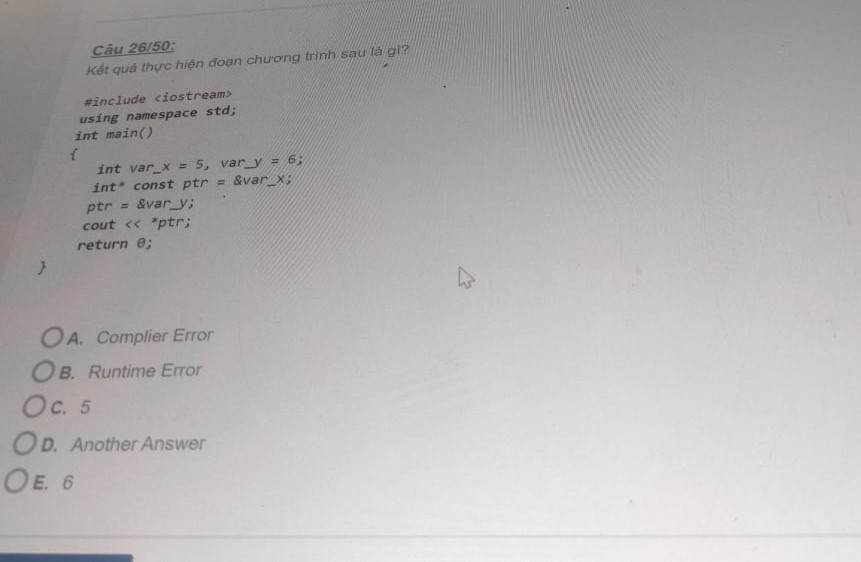 Câu 26/50:
Kết quả thực hiện đoạn chương trình sau là gì?
#include <iostream>
using namespace std;
int main()
{
int var_x = 5, var_y = 6;
int* const ptr = &var_x;
ptr = &var_y;
cout << *ptr;
return 0;
}
A. Complier Error
B. Runtime Error
C. 5
D. Another Answer
E. 6